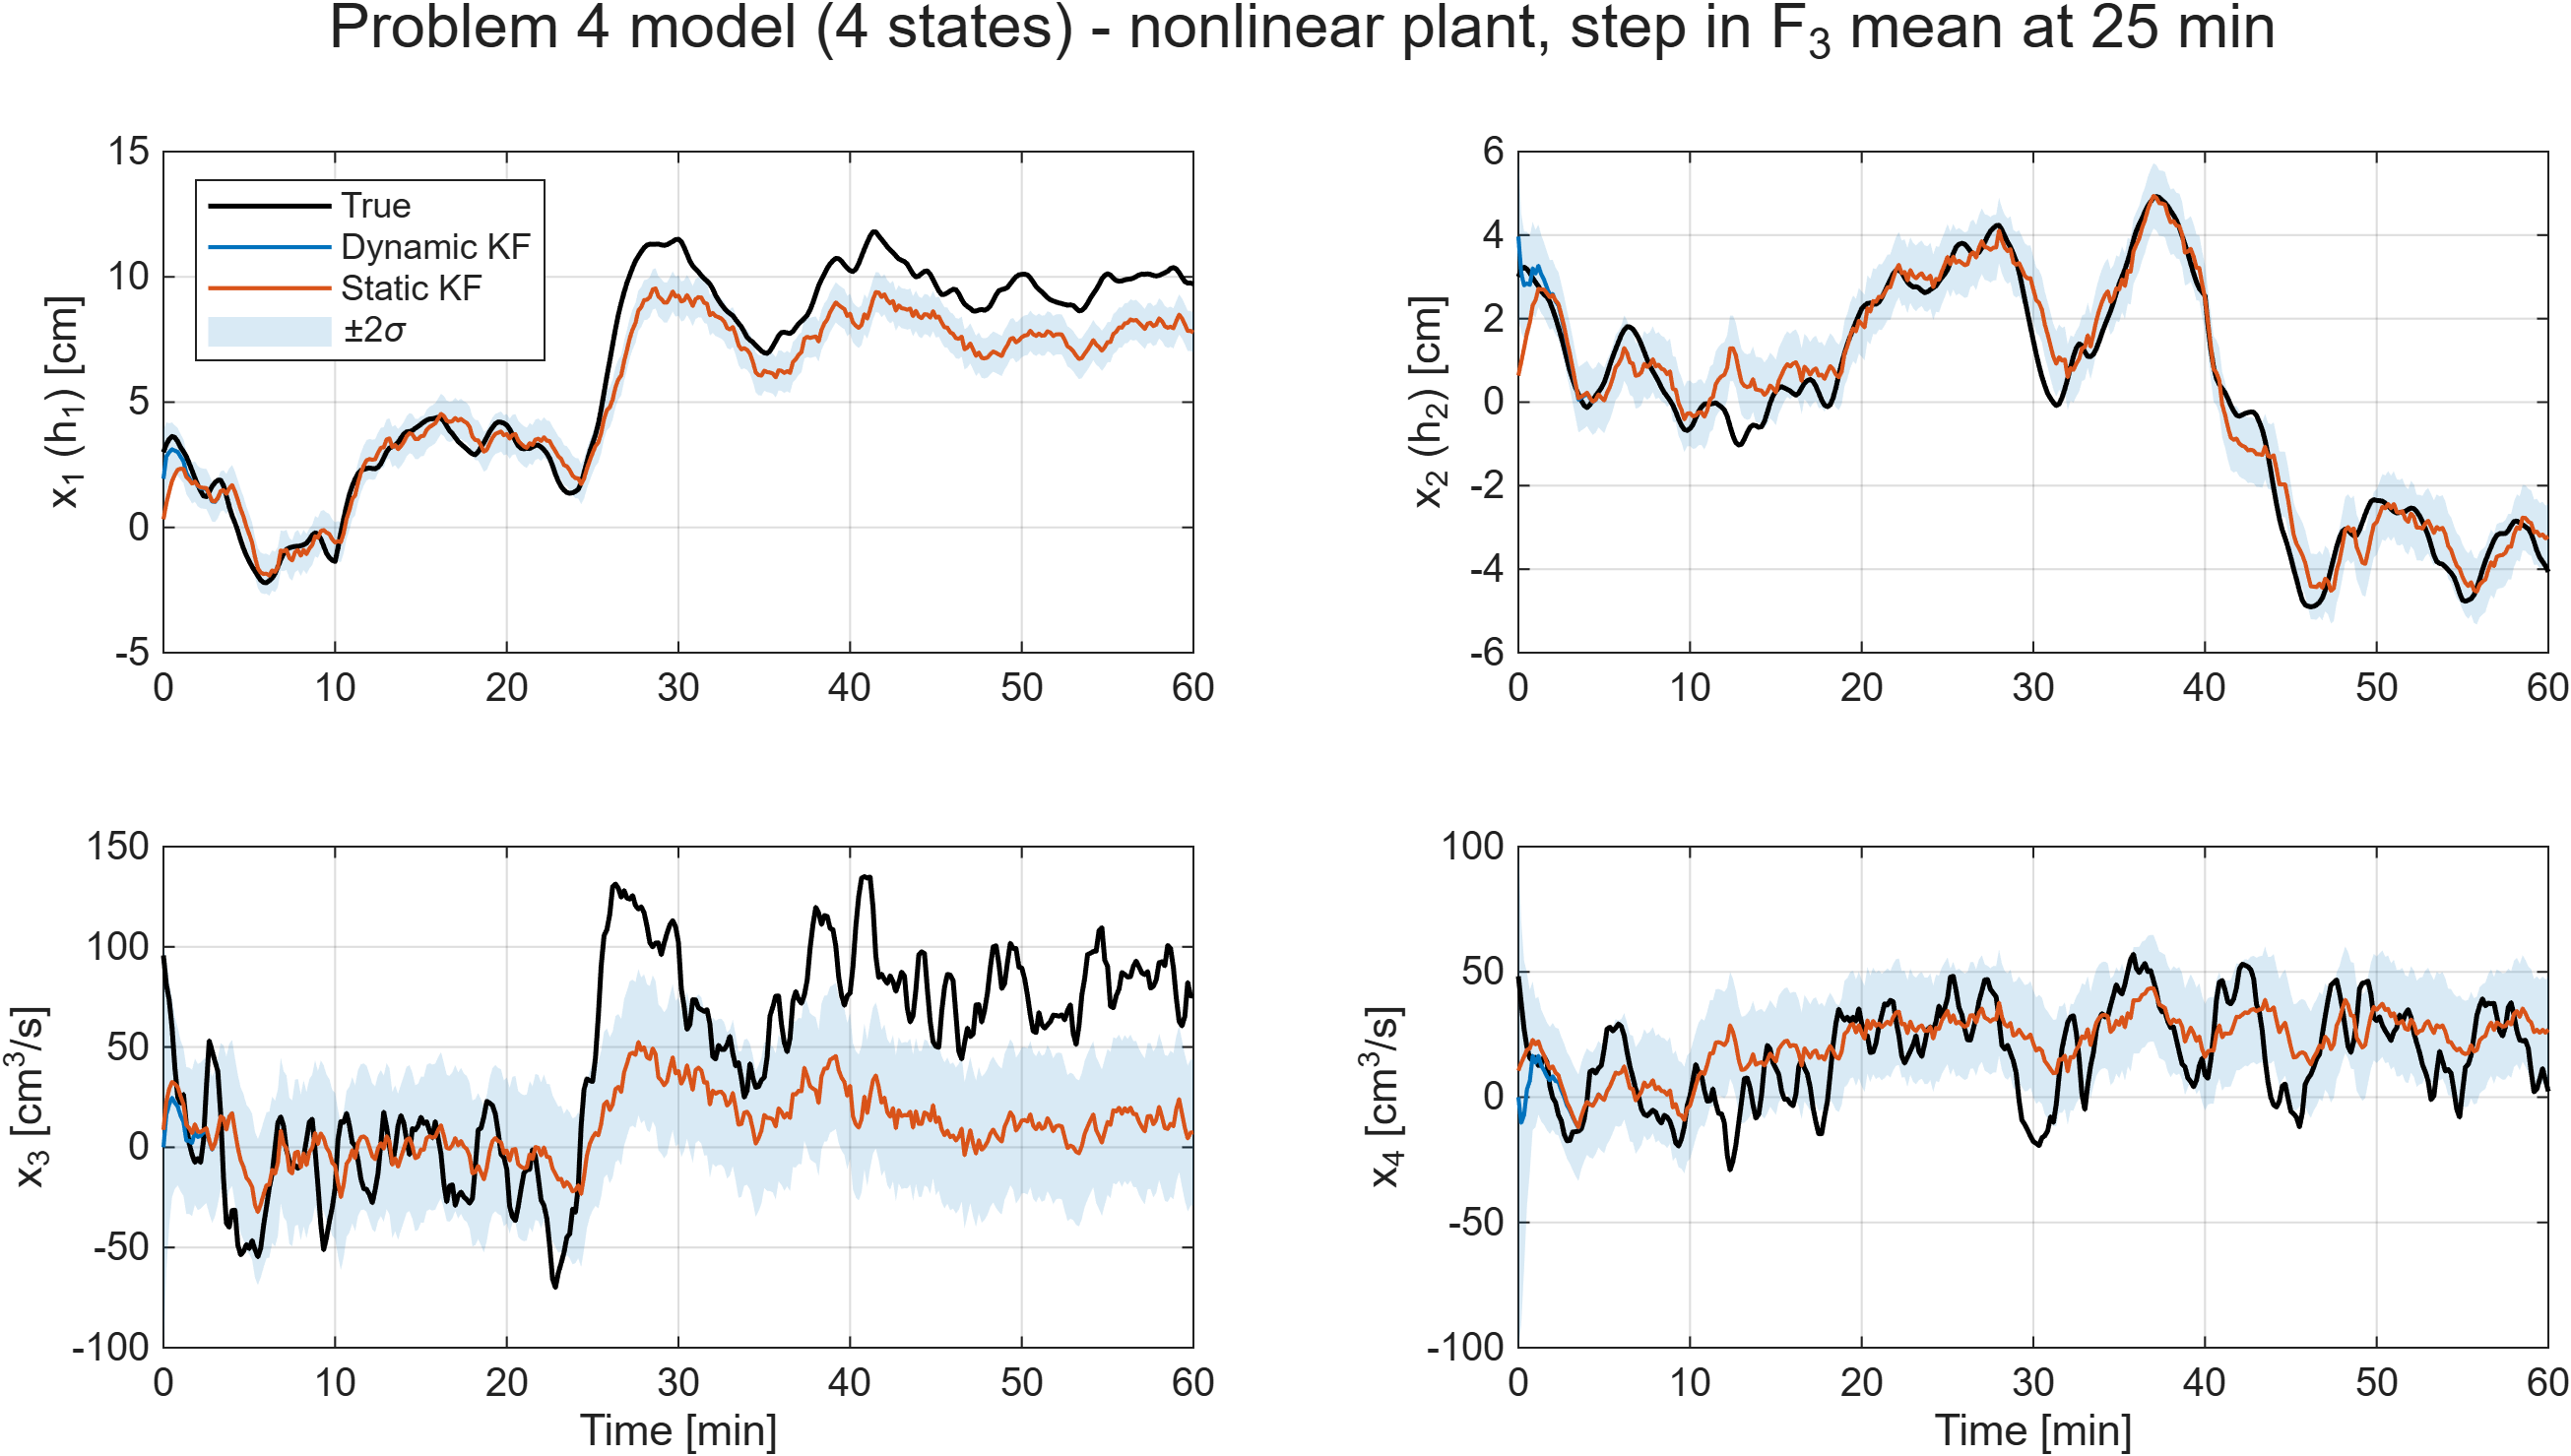 Problem 4 model (4 states) - nonlinear plant, step in F₃ mean at 25 min
15
10
5
0
-5
x₁ (h₁) [cm]
True
Dynamic KF
Static KF
±2σ
0 10 20 30 40 50 60
6
4
2
0
-2
-4
-6
x₂ (h₂) [cm]
0 10 20 30 40 50 60
150
100
50
0
-50
-100
x₃ [cm³/s]
0 10 20 30 40 50 60
Time [min]
100
50
0
-50
-100
x₄ [cm³/s]
0 10 20 30 40 50 60
Time [min]